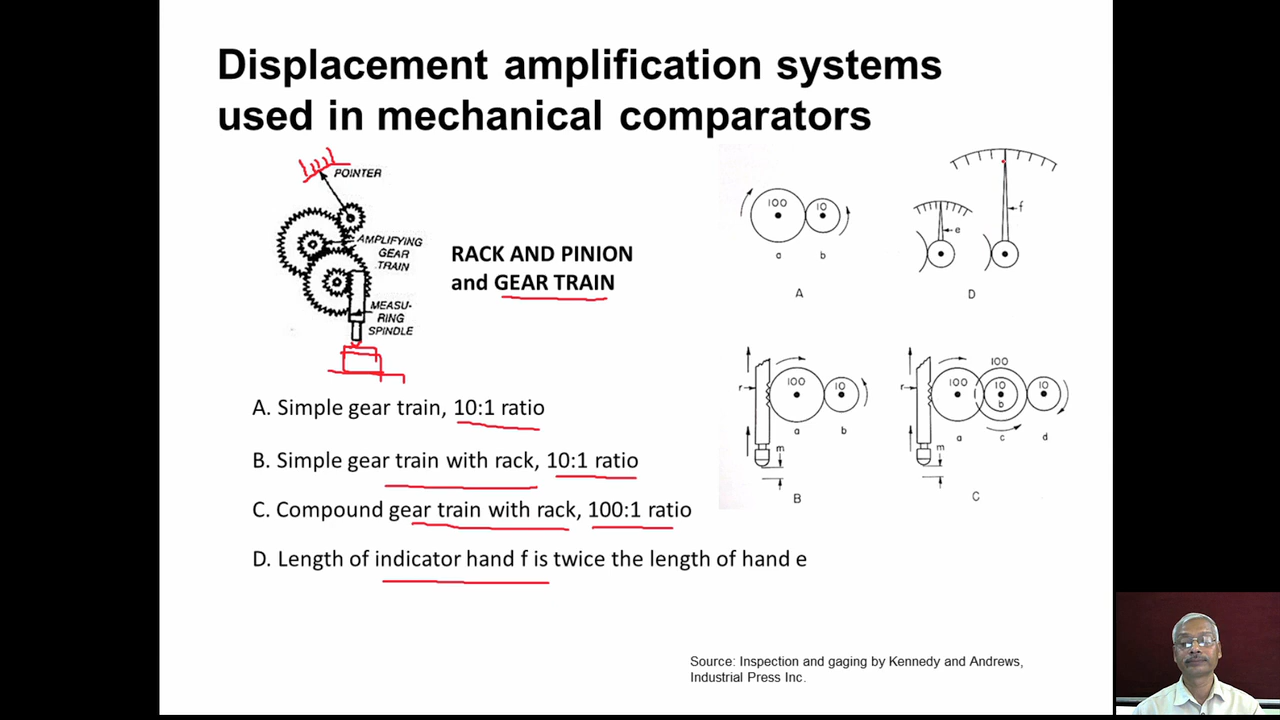 Displacement amplification systems
used in mechanical comparators
POINTER
AMPLIFYING
GEAR
TRAIN
MEASU-
RING
SPINDLE
RACK AND PINION
and GEAR TRAIN
100
10
a
b
A
e
f
D
r
100
10
a
b
m
B
r
100
100
10
b
10
a
c
d
m
C
A. Simple gear train, 10:1 ratio
B. Simple gear train with rack, 10:1 ratio
C. Compound gear train with rack, 100:1 ratio
D. Length of indicator hand f is twice the length of hand e
Source: Inspection and gaging by Kennedy and Andrews,
Industrial Press Inc.